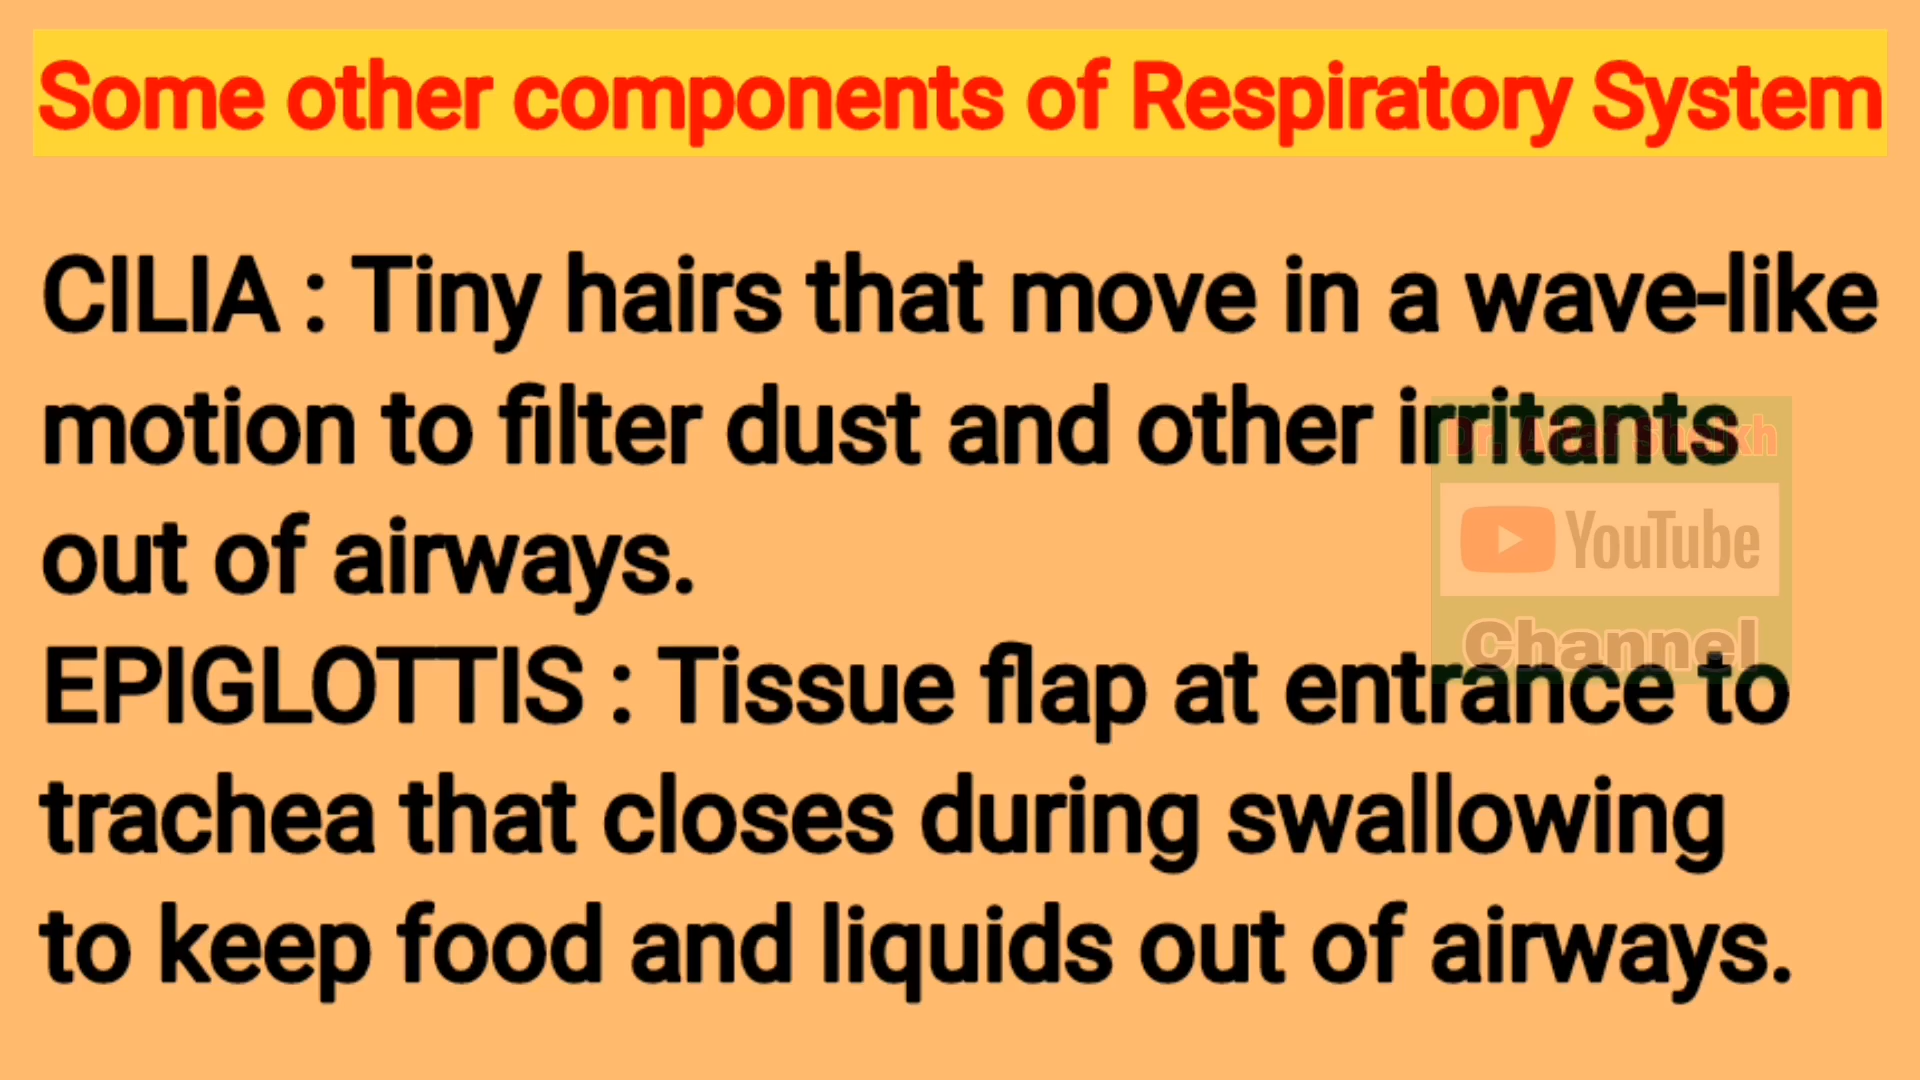 Some other components of Respiratory System
CILIA : Tiny hairs that move in a wave-like
motion to filter dust and other irritants
out of airways.
Dr. Sheikh
YouTube
Channel
EPIGLOTTIS : Tissue flap at entrance to
trachea that closes during swallowing
to keep food and liquids out of airways.